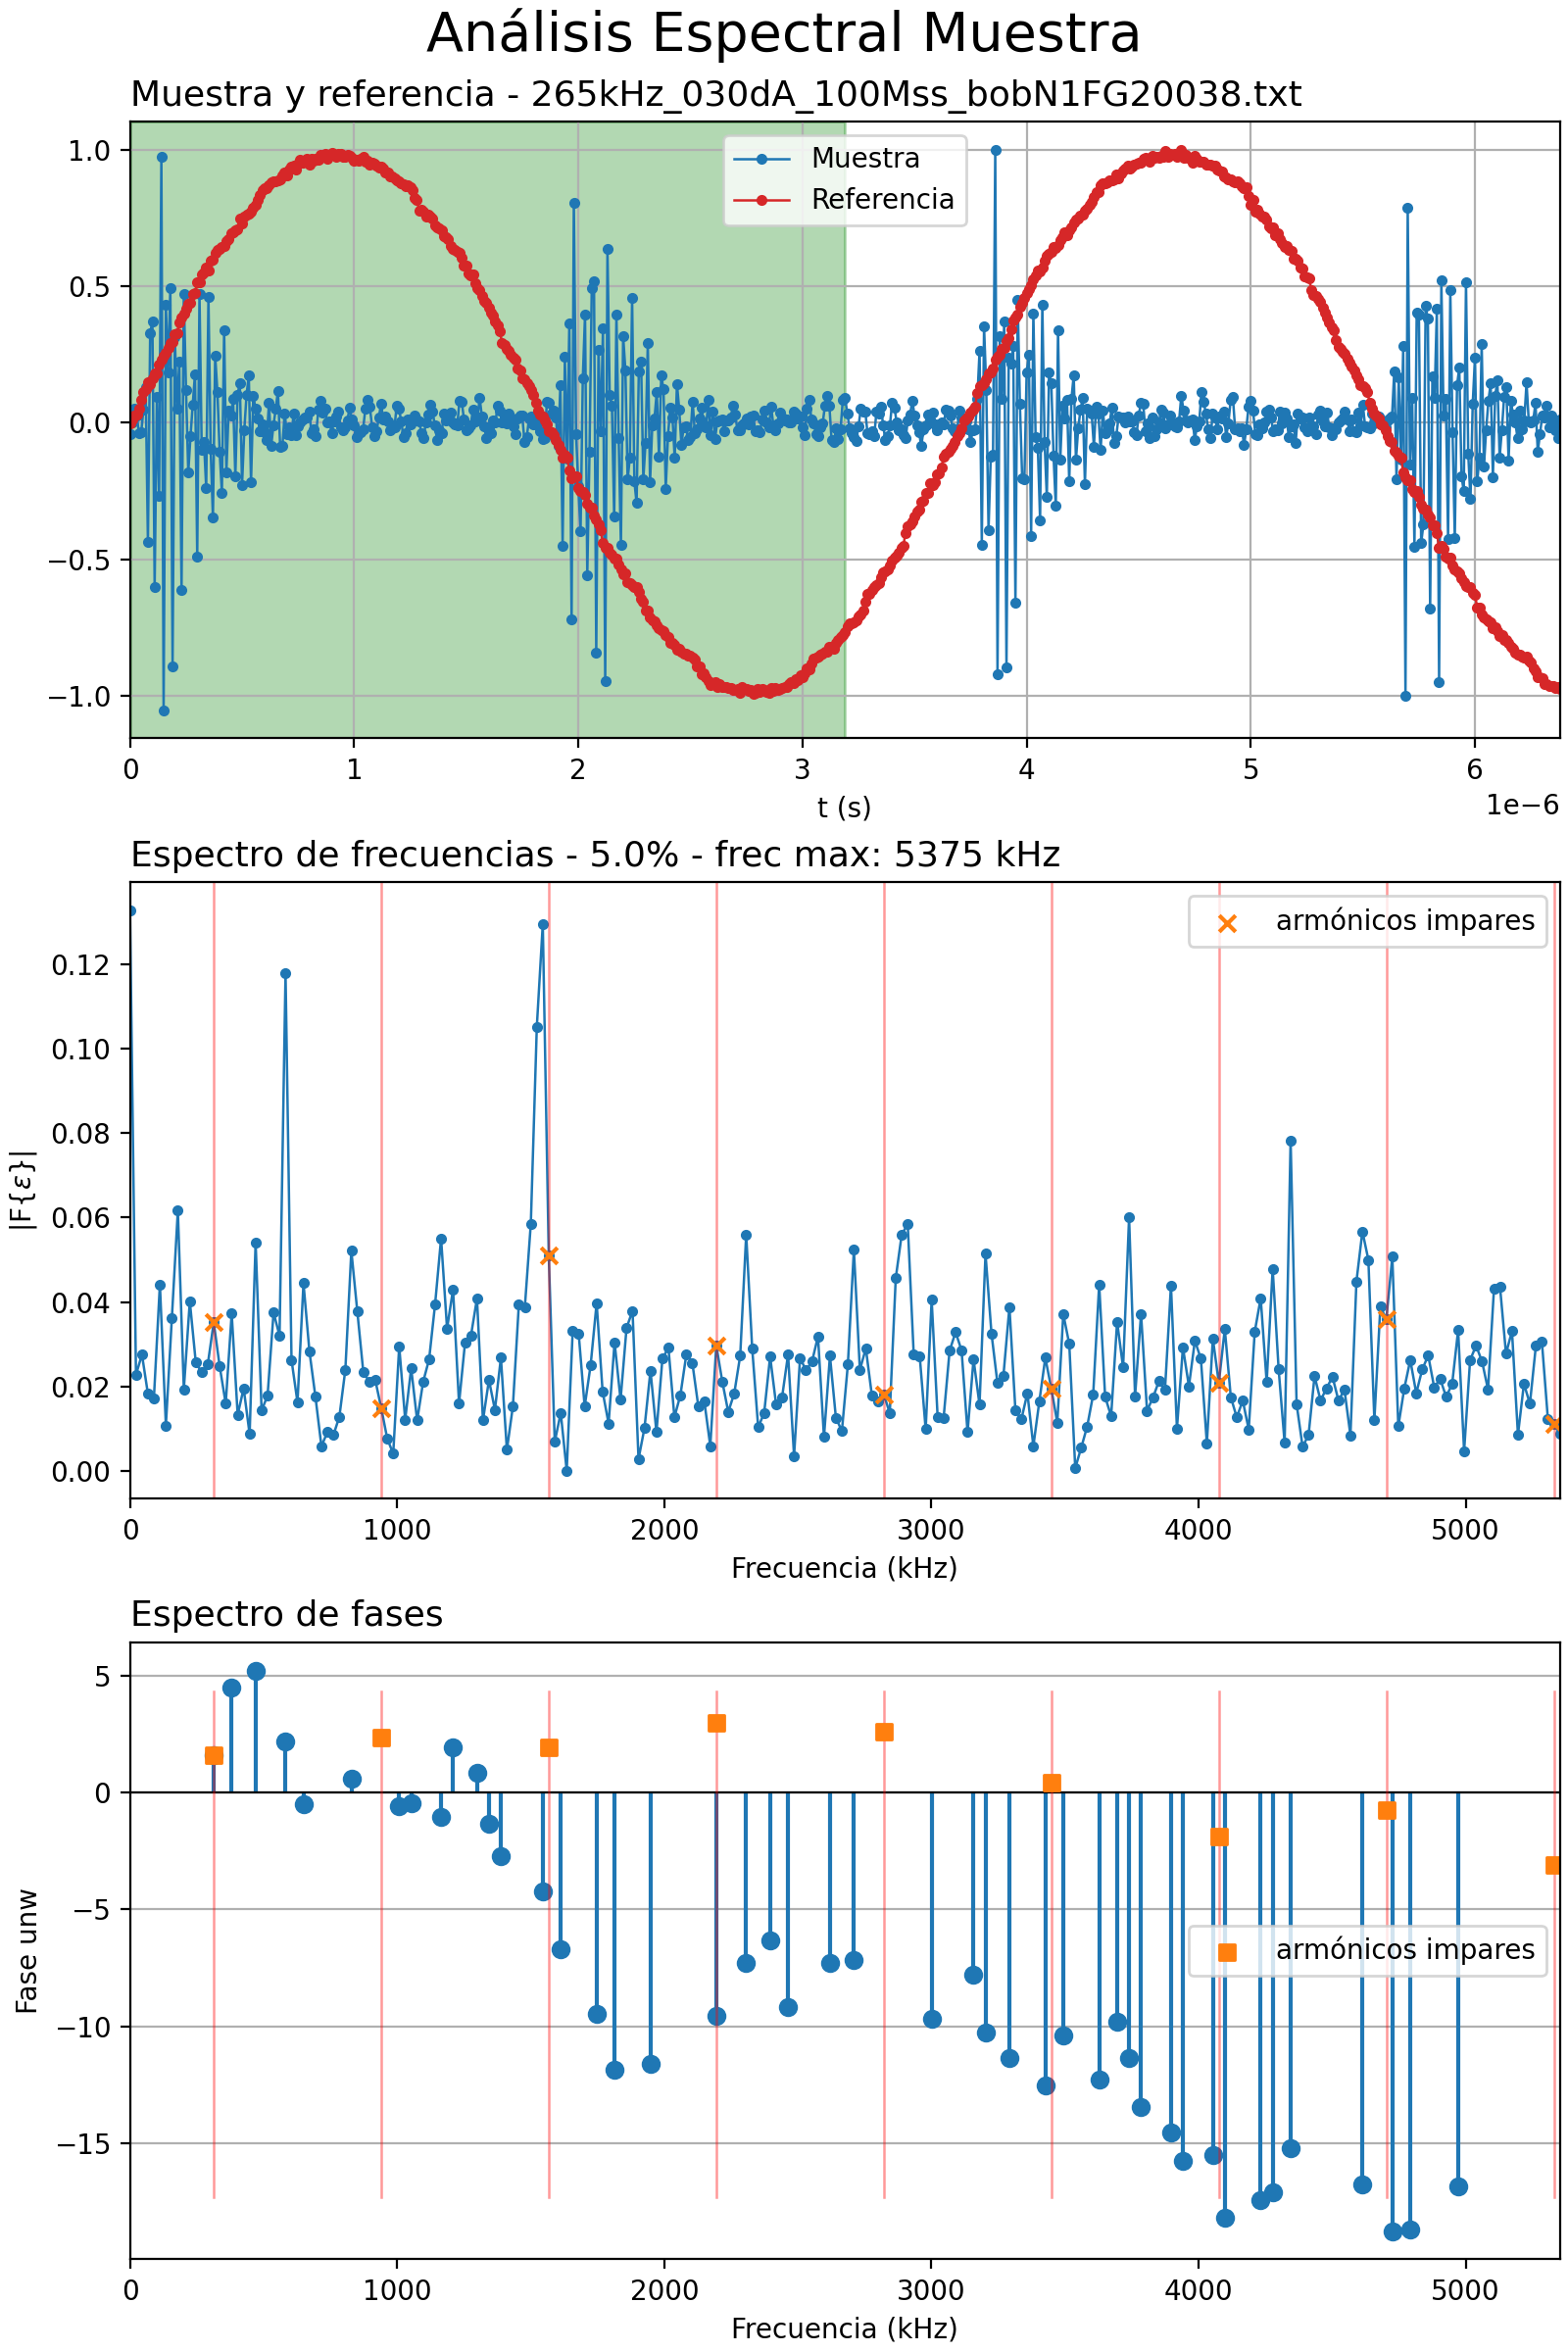 Análisis Espectral Muestra
Muestra y referencia - 265kHz_030dA_100Mss_bobN1FG20038.txt
Muestra
Referencia
1.0
0.5
0.0
−0.5
−1.0
0 1 2 3 4 5 6
1e−6
t (s)
Espectro de frecuencias - 5.0% - frec max: 5375 kHz
armónicos impares
0.12
0.10
0.08
0.06
0.04
0.02
0.00
|F{ε}|
0 1000 2000 3000 4000 5000
Frecuencia (kHz)
Espectro de fases
5
0
−5
−10
−15
Fase unw
armónicos impares
0 1000 2000 3000 4000 5000
Frecuencia (kHz)